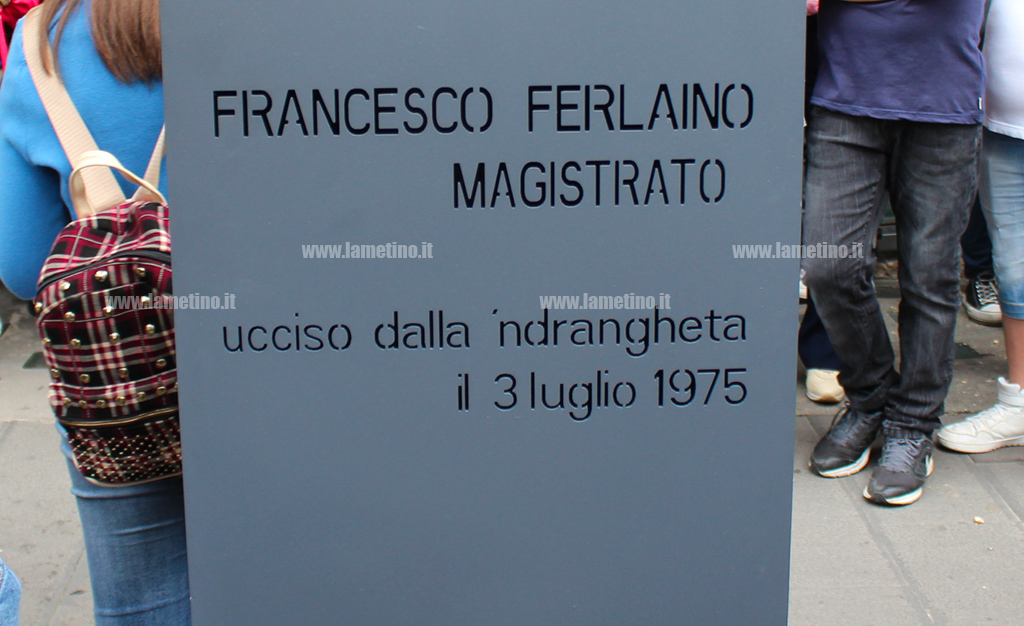 FRANCESCO FERLAINO
MAGISTRATO
www.lametino.it www.lametino.it
www.lametino.it www.lametino.it
ucciso dalla 'ndrangheta
il 3 luglio 1975